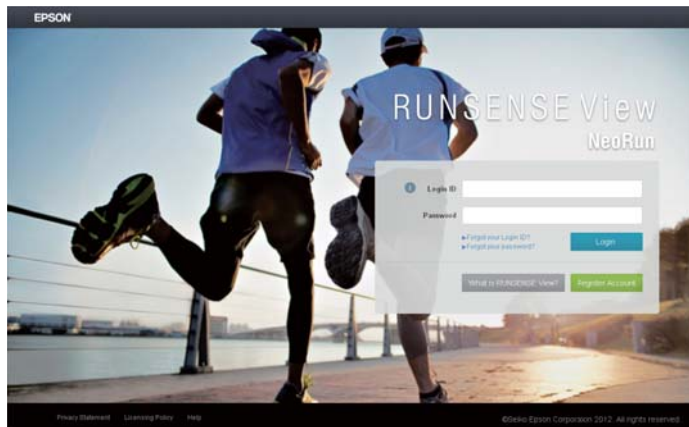 EPSON
RUNSENSE View
NeoRun
Login ID
Password
▶Forgot your Login ID?
▶Forgot your password?
Login
What is RUNSENSE View?
Register Account
Privacy Statement
Licensing Policy
Help
©Seiko Epson Corporation 2012. All rights reserved.